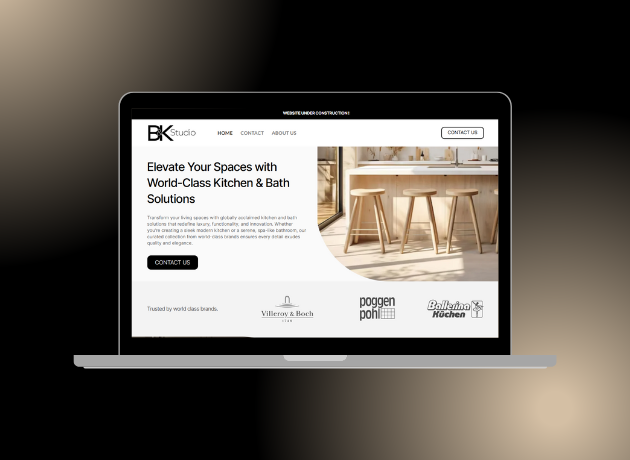 WEBSITE UNDER CONSTRUCTION!
BK Studio
HOME CONTACT ABOUT US
CONTACT US
Elevate Your Spaces with
World-Class Kitchen & Bath
Solutions
Transform your living spaces with globally acclaimed kitchen and bath
solutions that redefine luxury, functionality, and innovation. Whether
you're creating a sleek modern kitchen or a serene, spa-like bathroom, our
curated collection from world-class brands ensures every detail exudes
quality and elegance.
CONTACT US
Trusted by world class brands.
Villeroy & Boch
1748
poggen
pohl
Ballerina
Küchen